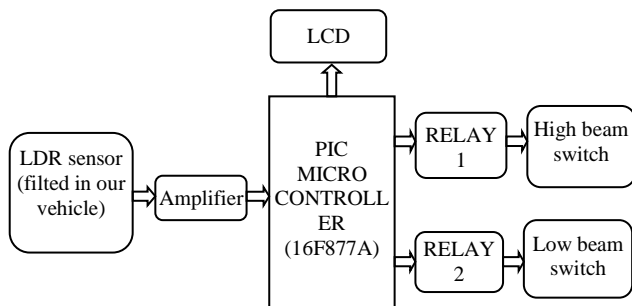 LCD
LDR sensor
(filted in our
vehicle)
Amplifier
PIC
MICRO
CONTROLL
ER
(16F877A)
RELAY
1
High beam
switch
RELAY
2
Low beam
switch